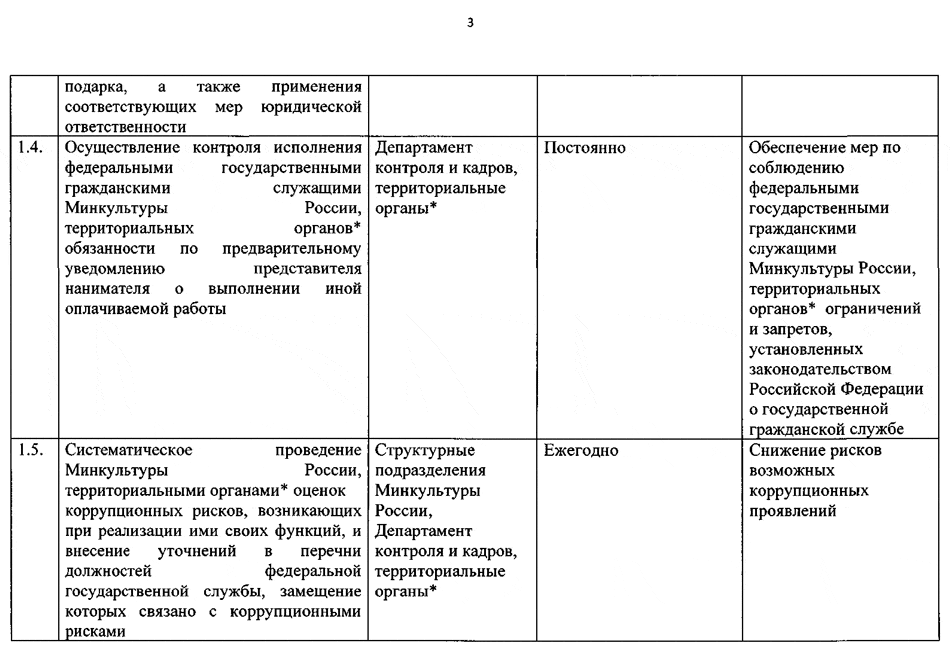 3
подарка, а также применения
соответствующих мер юридической
ответственности
1.4.
Осуществление контроля исполнения
федеральными государственными
гражданскими служащими
Минкультуры России,
территориальных органов*
обязанности по предварительному
уведомлению представителя
нанимателя о выполнении иной
оплачиваемой работы
Департамент
контроля и кадров,
территориальные
органы*
Постоянно
Обеспечение мер по
соблюдению
федеральными
государственными
гражданскими
служащими
Минкультуры России,
территориальных
органов* ограничений
и запретов,
установленных
законодательством
Российской Федерации
о государственной
гражданской службе
1.5.
Систематическое проведение
Минкультуры России,
территориальными органами* оценок
коррупционных рисков, возникающих
при реализации ими своих функций, и
внесение уточнений в перечни
должностей федеральной
государственной службы, замещение
которых связано с коррупционными
рисками
Структурные
подразделения
Минкультуры
России,
Департамент
контроля и кадров,
территориальные
органы*
Ежегодно
Снижение рисков
возможных
коррупционных
проявлений